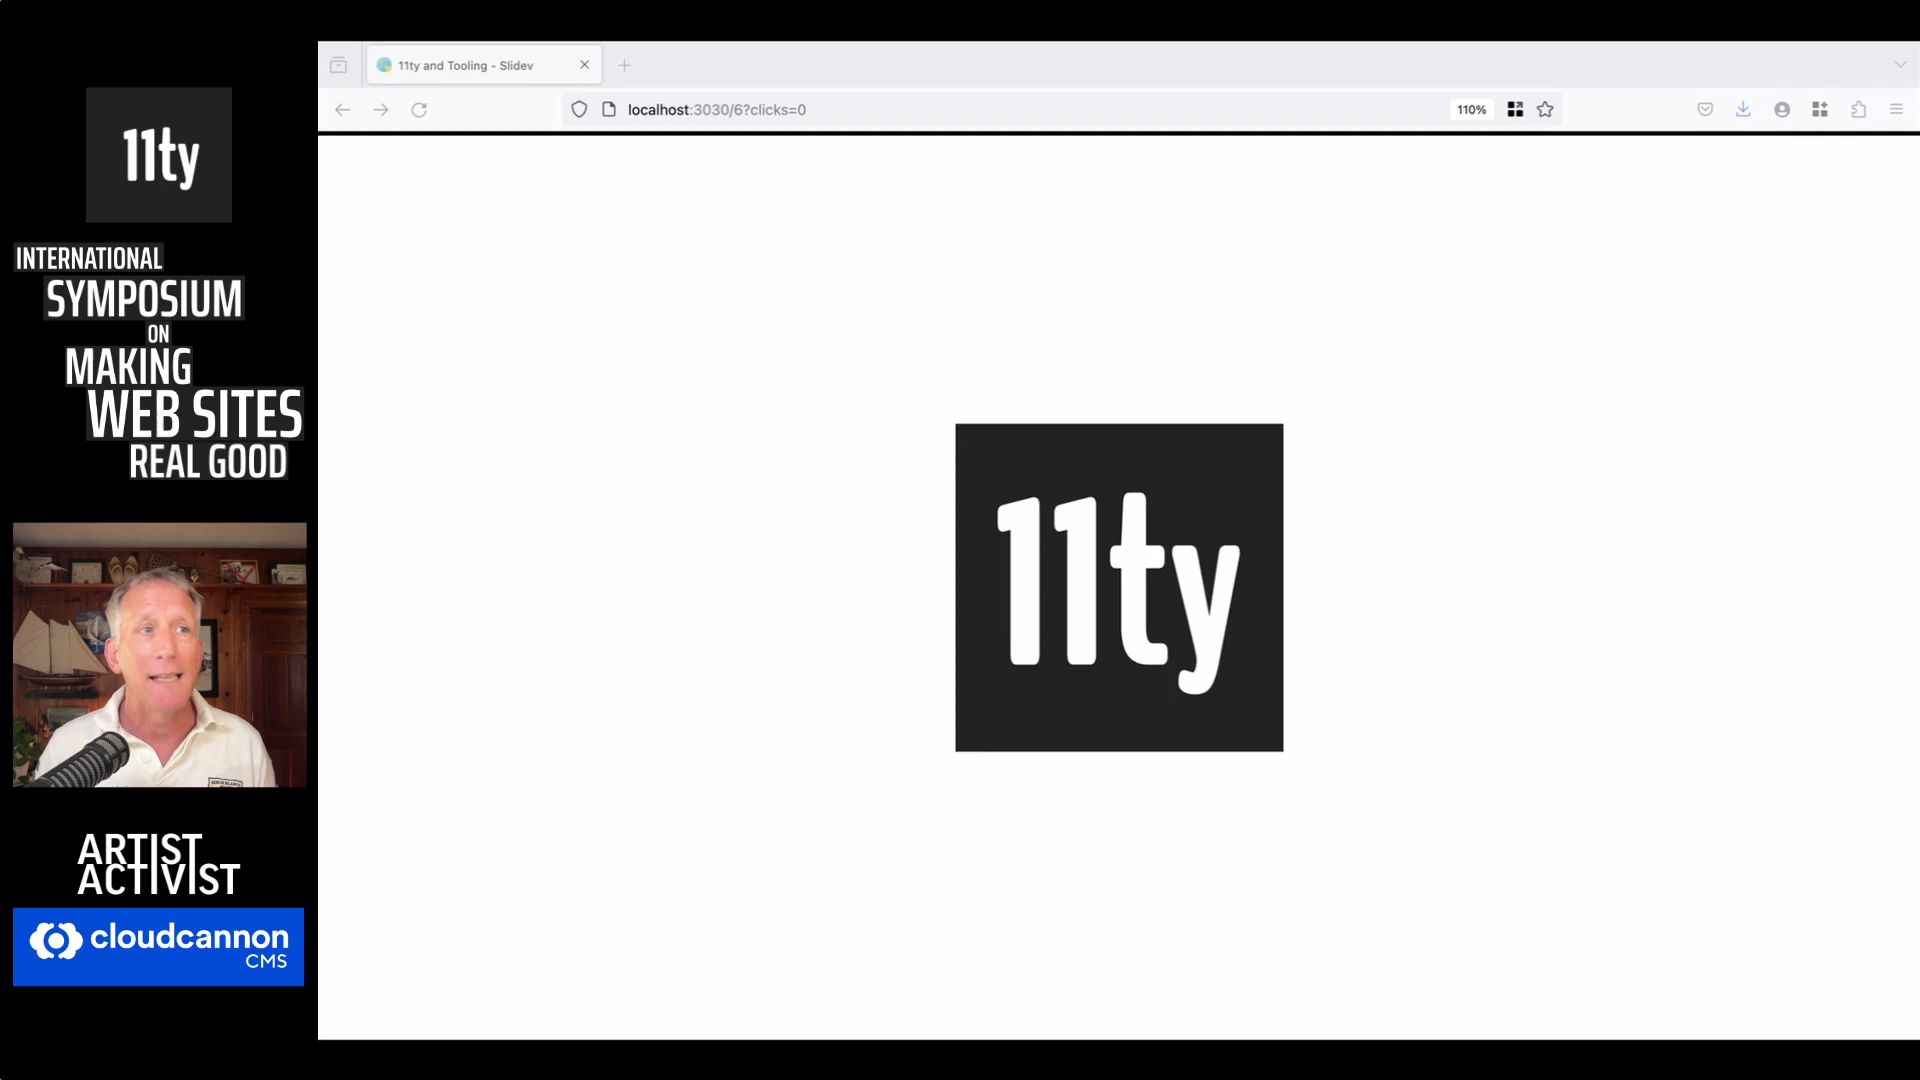 11ty
INTERNATIONAL
SYMPOSIUM
ON
MAKING
WEB SITES
REAL GOOD
ARTIST
ACTIVIST
cloudcannon
CMS
11ty and Tooling - Slidev
localhost:3030/6?clicks=0
110%
11ty